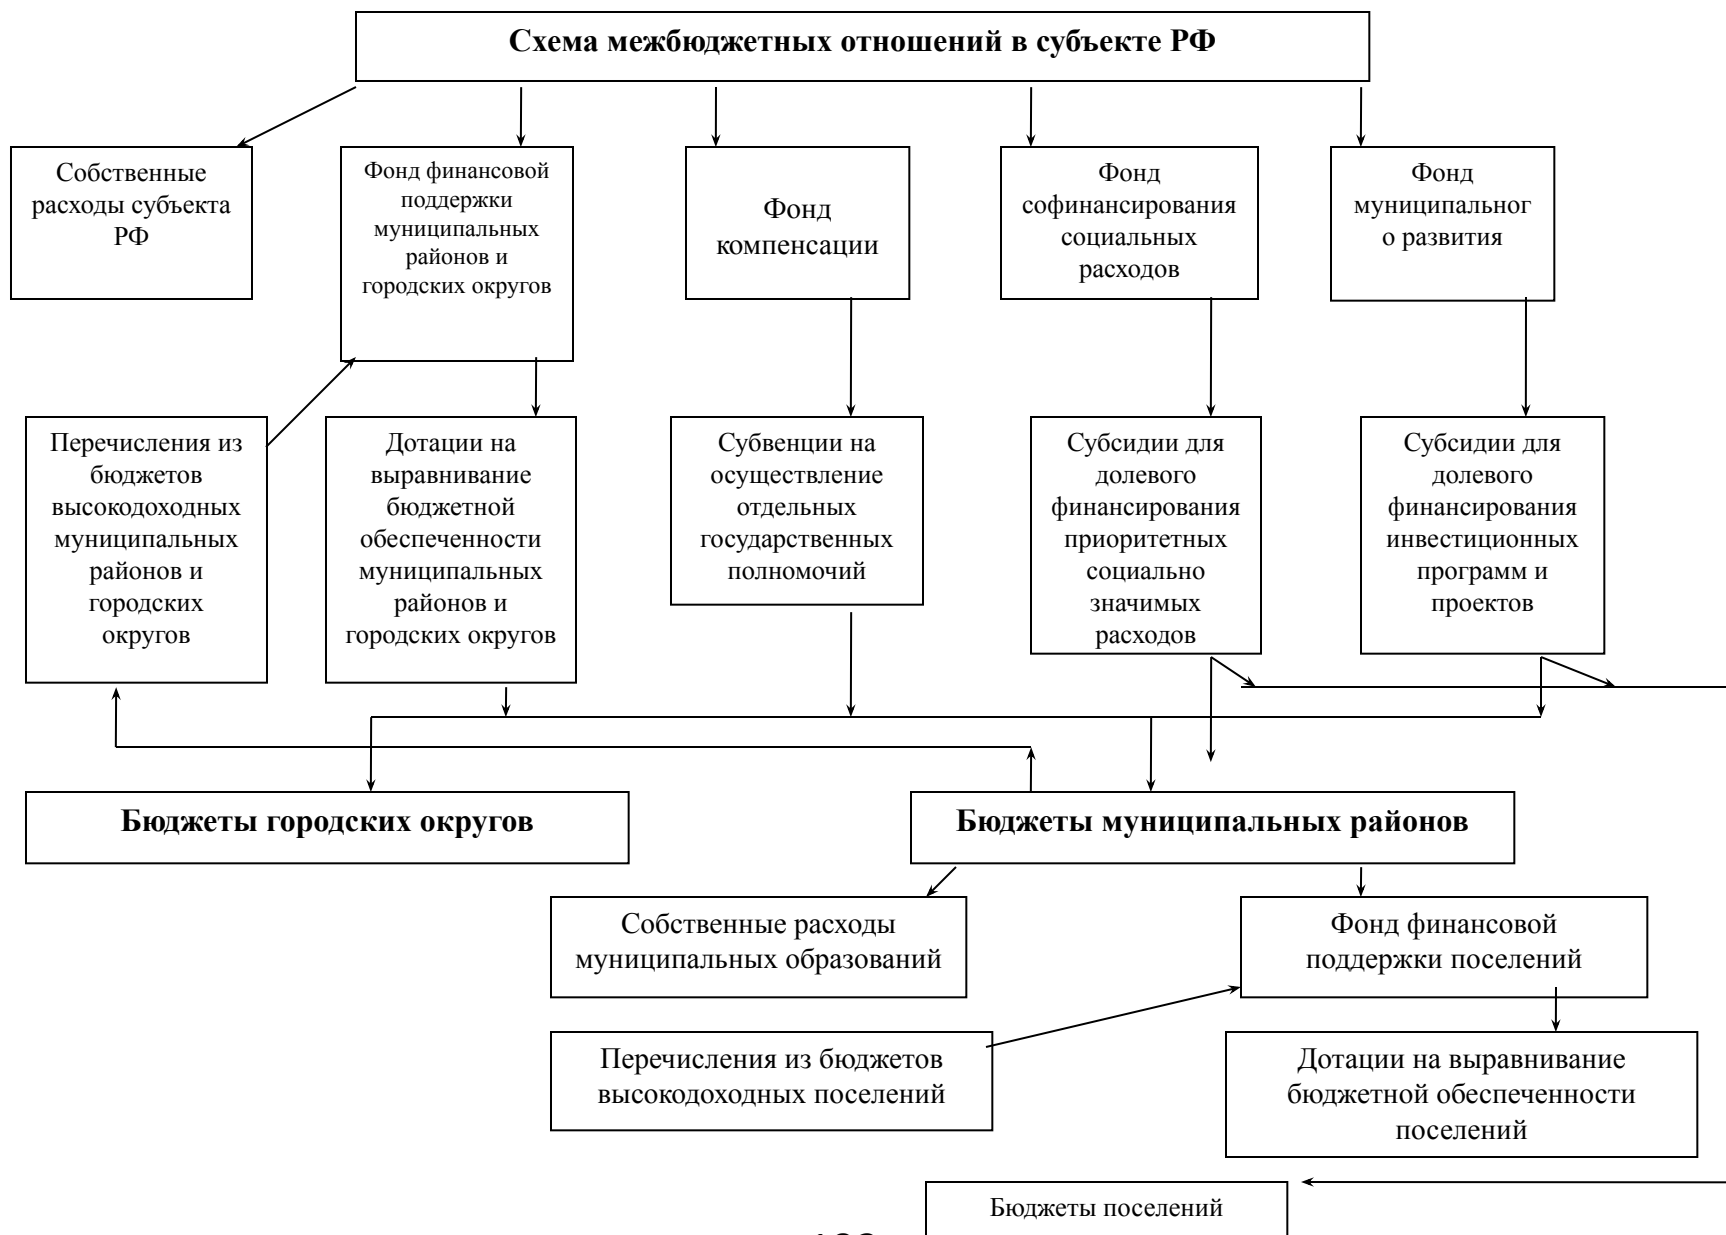 Схема межбюджетных отношений в субъекте РФ
Собственные
расходы субъекта
РФ
Фонд финансовой
поддержки
муниципальных
районов и
городских округов
Фонд
компенсации
Фонд
софинансирования
социальных
расходов
Фонд
муниципальног
о развития
Перечисления из
бюджетов
высокодоходных
муниципальных
районов и
городских
округов
Дотации на
выравнивание
бюджетной
обеспеченности
муниципальных
районов и
городских округов
Субвенции на
осуществление
отдельных
государственных
полномочий
Субсидии для
долевого
финансирования
приоритетных
социально
значимых
расходов
Субсидии для
долевого
финансирования
инвестиционных
программ и
проектов
Бюджеты городских округов
Бюджеты муниципальных районов
Собственные расходы
муниципальных образований
Фонд финансовой
поддержки поселений
Перечисления из бюджетов
высокодоходных поселений
Дотации на выравнивание
бюджетной обеспеченности
поселений
Бюджеты поселений